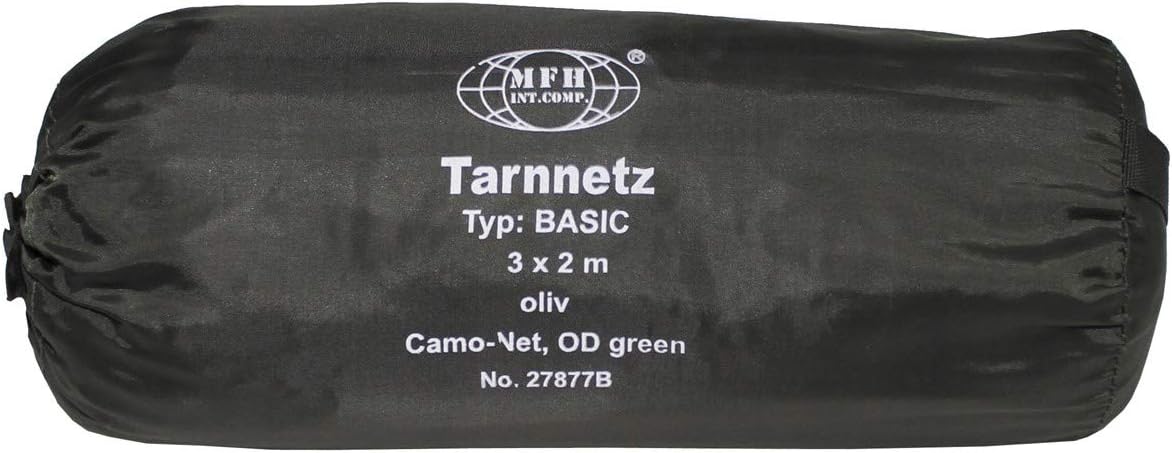 MFH ®
INT.COMP.
Tarnnetz
Typ: BASIC
3 x 2 m
oliv
Camo-Net, OD green
No. 27877B